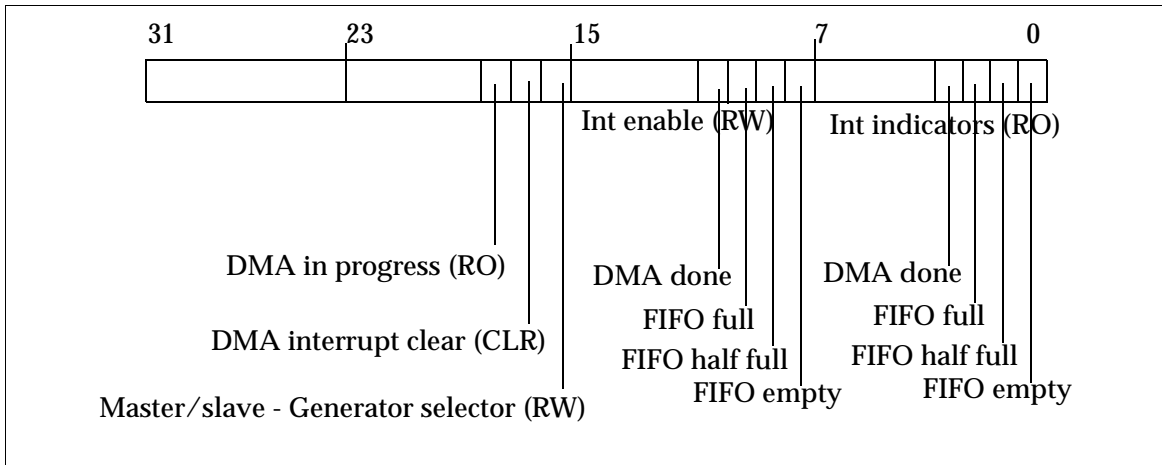 31 23 15 7 0
Int enable (RW) Int indicators (RO)
DMA in progress (RO) DMA done DMA done
FIFO full FIFO full
DMA interrupt clear (CLR) FIFO half full FIFO half full
FIFO empty FIFO empty
Master/slave - Generator selector (RW)